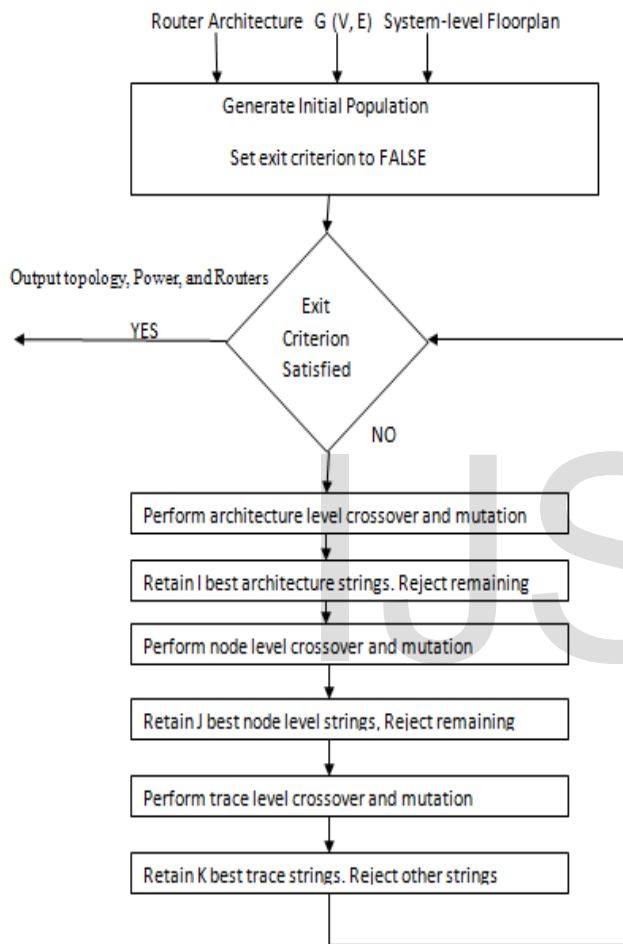 Router Architecture G (V, E) System-level Floorplan
Generate Initial Population
Set exit criterion to FALSE
Output topology, Power, and Routers
YES
Exit
Criterion
Satisfied
NO
IJS
Perform architecture level crossover and mutation
Retain I best architecture strings. Reject remaining
Perform node level crossover and mutation
Retain J best node level strings, Reject remaining
Perform trace level crossover and mutation
Retain K best trace strings. Reject other strings